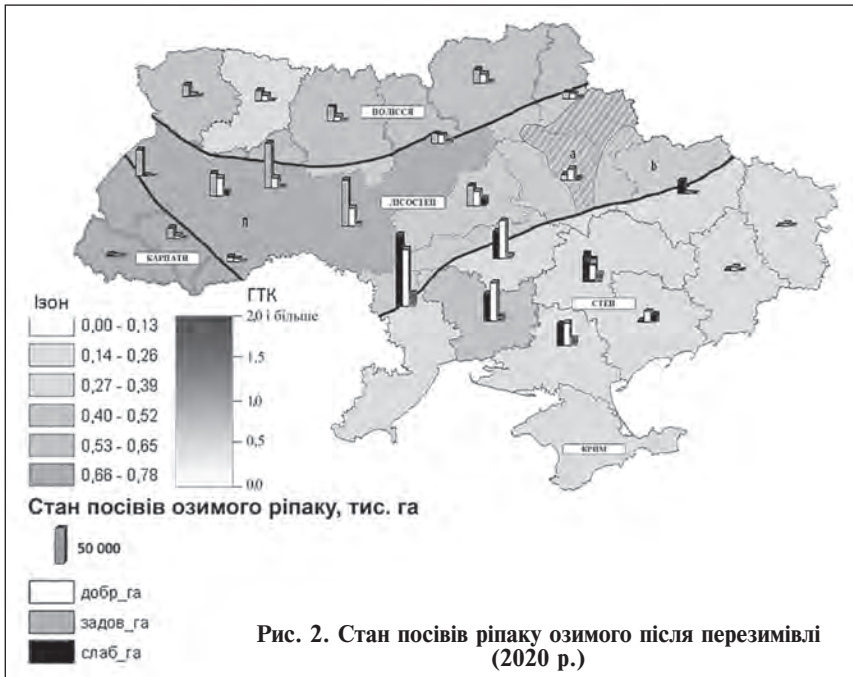 ПОЛІССЯ
a
b
ЛІСОСТЕП
п
КАРПАТИ
СТЕП
КРИМ
Ізон
0,00 - 0,13
0,14 - 0,26
0,27 - 0,39
0,40 - 0,52
0,53 - 0,65
0,66 - 0,78
ГТК
2,0 і більше
1,5
1,0
0,5
0,0
Стан посівів озимого ріпаку, тис. га
50 000
добр_га
задов_га
слаб_га
Рис. 2. Стан посівів ріпаку озимого після перезимівлі
(2020 р.)